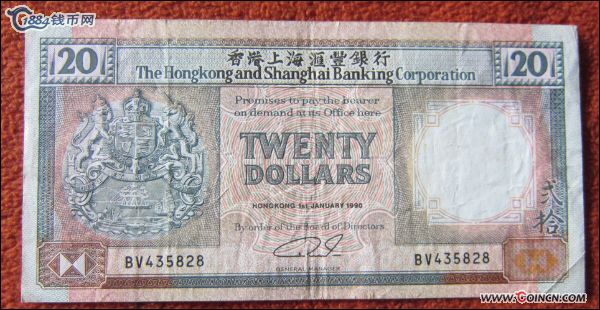 1884钱币网
20
香港上海滙豐銀行
20
The Hongkong and Shanghai Banking Corporation
Promises to pay the bearer
on demand at its Office here
TWENTY
DOLLARS
HONGKONG 1st JANUARY 1990
By order of the Board of Directors
GENERAL MANAGER
BV435828
BV435828
貳拾
www.GoinCN.com